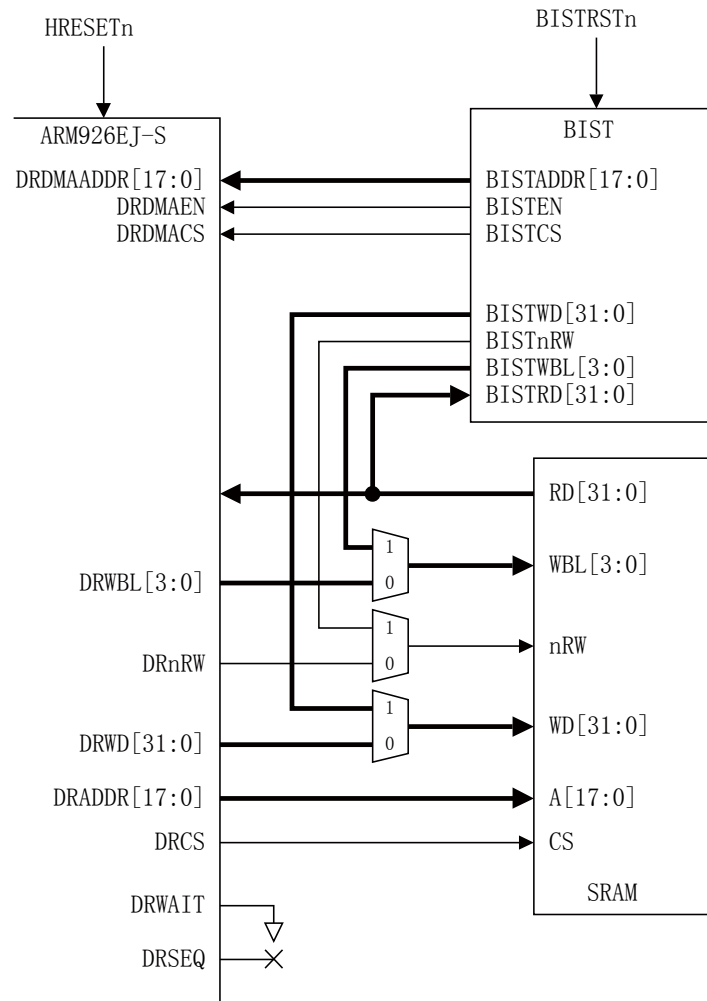 HRESETn
BISTRSTn
ARM926EJ-S
BIST
DRDMAADDR[17:0]
BISTADDR[17:0]
DRDMAEN
BISTEN
DRDMACS
BISTCS
BISTWD[31:0]
BISTnRW
BISTWBL[3:0]
BISTRD[31:0]
RD[31:0]
1
WBL[3:0]
DRWBL[3:0]
0
1
nRW
DRnRW
0
1
WD[31:0]
DRWD[31:0]
0
DRADDR[17:0]
A[17:0]
DRCS
CS
SRAM
DRWAIT
DRSEQ